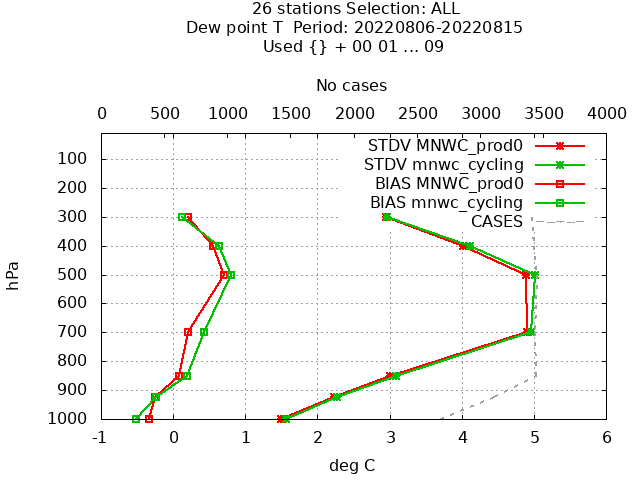 26 stations Selection: ALL
Dew point T  Period: 20220806-20220815
Used {} + 00 01 ... 09
No cases
0 500 1000 1500 2000 2500 3000 3500 4000
STDV MNWC_prod0
STDV mnwc_cycling
BIAS MNWC_prod0
BIAS mnwc_cycling
CASES
100
200
300
400
500
600
700
800
900
1000
hPa
-1 0 1 2 3 4 5 6
deg C